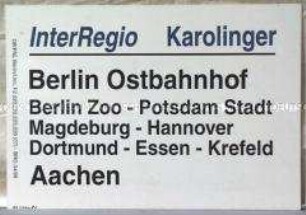 InterRegio Karolinger
Berlin Ostbahnhof
Berlin Zoo - Potsdam Stadt
Magdeburg - Hannover
Dortmund - Essen - Krefeld
Aachen